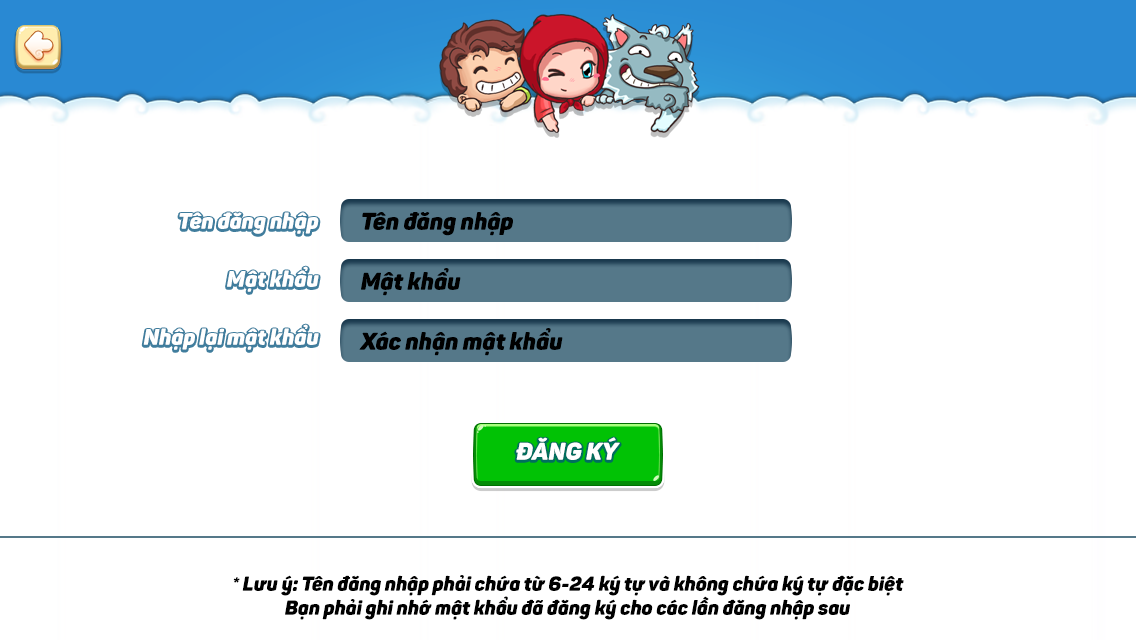 Tên đăng nhập
Tên đăng nhập
Mật khẩu
Mật khẩu
Nhập lại mật khẩu
Xác nhận mật khẩu
ĐĂNG KÝ
* Lưu ý: Tên đăng nhập phải chứa từ 6-24 ký tự và không chứa ký tự đặc biệt
Bạn phải ghi nhớ mật khẩu đã đăng ký cho các lần đăng nhập sau